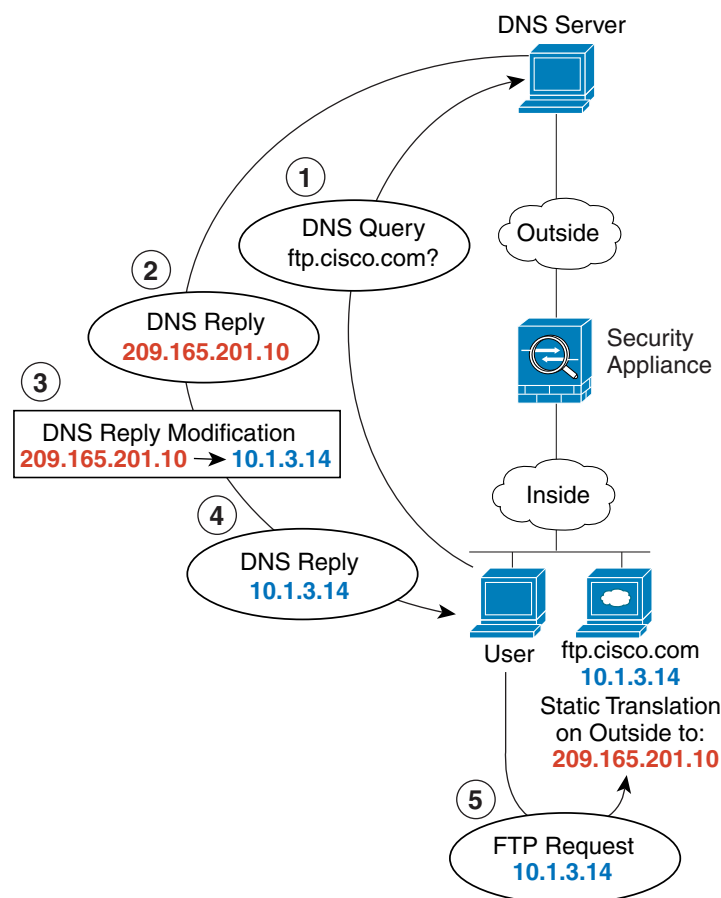 DNS Server
1
DNS Query
ftp.cisco.com?
Outside
2
DNS Reply
209.165.201.10
Security
Appliance
3
DNS Reply Modification
209.165.201.10 → 10.1.3.14
Inside
4
DNS Reply
10.1.3.14
User
ftp.cisco.com
10.1.3.14
Static Translation
on Outside to:
209.165.201.10
5
FTP Request
10.1.3.14